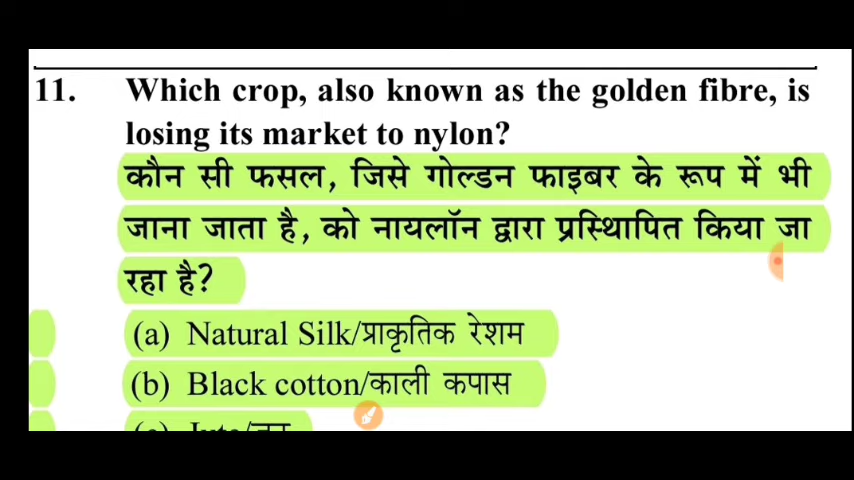 11. Which crop, also known as the golden fibre, is
losing its market to nylon?
कौन सी फसल, जिसे गोल्डन फाइबर के रूप में भी
जाना जाता है, को नायलॉन द्वारा प्रस्थापित किया जा
रहा है?
(a) Natural Silk/प्राकृतिक रेशम
(b) Black cotton/काली कपास